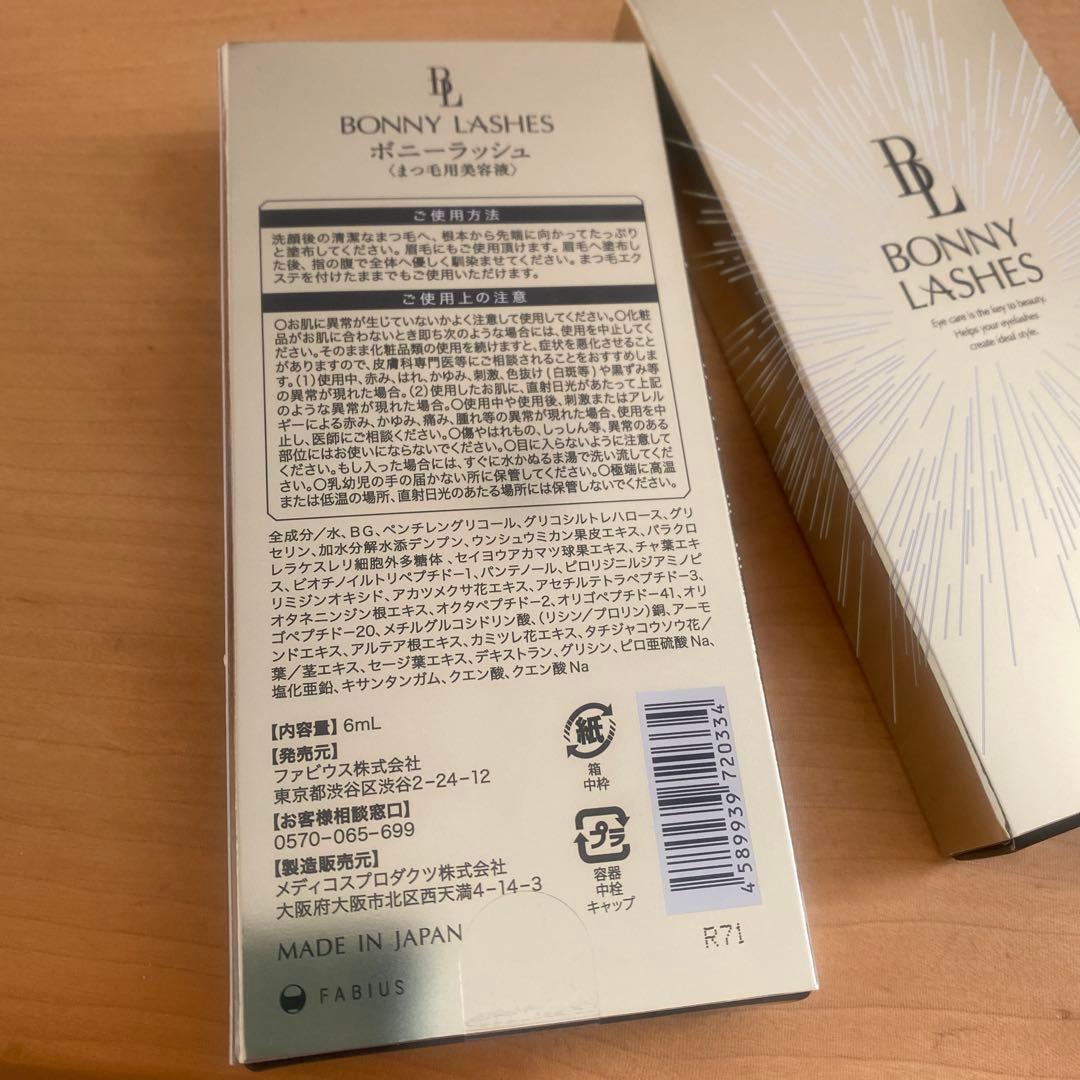 BL
BONNY LASHES
ボニーラッシュ
〈まつ毛用美容液〉
ご使用方法
洗顔後の清潔なまつ毛へ、根本から先端に向かってたっぷり
と塗布してください。眉毛にもご使用頂けます。眉毛へ塗布し
た後、指の腹で全体へ優しく馴染ませてください。まつ毛エク
ステを付けたままでもご使用いただけます。
ご使用上の注意
○お肌に異常が生じていないかよく注意して使用してください。○化粧
品がお肌に合わないとき即ち次のような場合には、使用を中止してく
ださい。そのまま化粧品類の使用を続けますと、症状を悪化させること
がありますので、皮膚科専門医等にご相談されることをおすすめしま
す。(1)使用中、赤み、はれ、かゆみ、刺激、色抜け(白斑等)や黒ずみ等
の異常が現れた場合。(2)使用したお肌に、直射日光があたって上記
のような異常が現れた場合。○使用中や使用後、刺激またはアレル
ギーによる赤み、かゆみ、痛み、腫れ等の異常が現れた場合、使用を中
止し、医師にご相談ください。○傷やはれもの、しっしん等、異常のある
部位にはお使いにならないでください。○目に入らないように注意して
ください。もし入った場合には、すぐに水かぬるま湯で洗い流してくだ
さい。○乳幼児の手の届かない所に保管してください。○極端に高温
または低温の場所、直射日光のあたる場所には保管しないでください。
全成分/水、BG、ペンチレングリコール、グリコシルトレハロース、グリ
セリン、加水分解水添デンプン、ウンシュウミカン果皮エキス、パラクロ
レラケスレリ細胞外多糖体、セイヨウアカマツ球果エキス、チャ葉エキ
ス、ビオチノイルトリペプチド-1、パンテノール、ピロリジニルジアミノピ
リミジンオキシド、アカツメクサ花エキス、アセチルテトラペプチド-3、
オタネニンジン根エキス、オクタペプチド-2、オリゴペプチド-41、オリ
ゴペプチド-20、メチルグルコシドリン酸、(リシン/プロリン)銅、アーモ
ンドエキス、アルテア根エキス、カミツレ花エキス、タチジャコウソウ花/
葉/茎エキス、セージ葉エキス、デキストラン、グリシン、ピロ亜硫酸Na、
塩化亜鉛、キサンタンガム、クエン酸、クエン酸Na
【内容量】6mL
【発売元】
ファビウス株式会社
東京都渋谷区渋谷2-24-12
【お客様相談窓口】
0570-065-699
【製造販売元】
メディコスプロダクツ株式会社
大阪府大阪市北区西天満4-14-3
MADE IN JAPAN
FABIUS
紙
箱
中枠
プラ
容器
中栓
キャップ
4 589939 720334
R71
BL
BONNY
LASHES
Eye care is the key to beauty.
Helps your eyelashes
create ideal style.